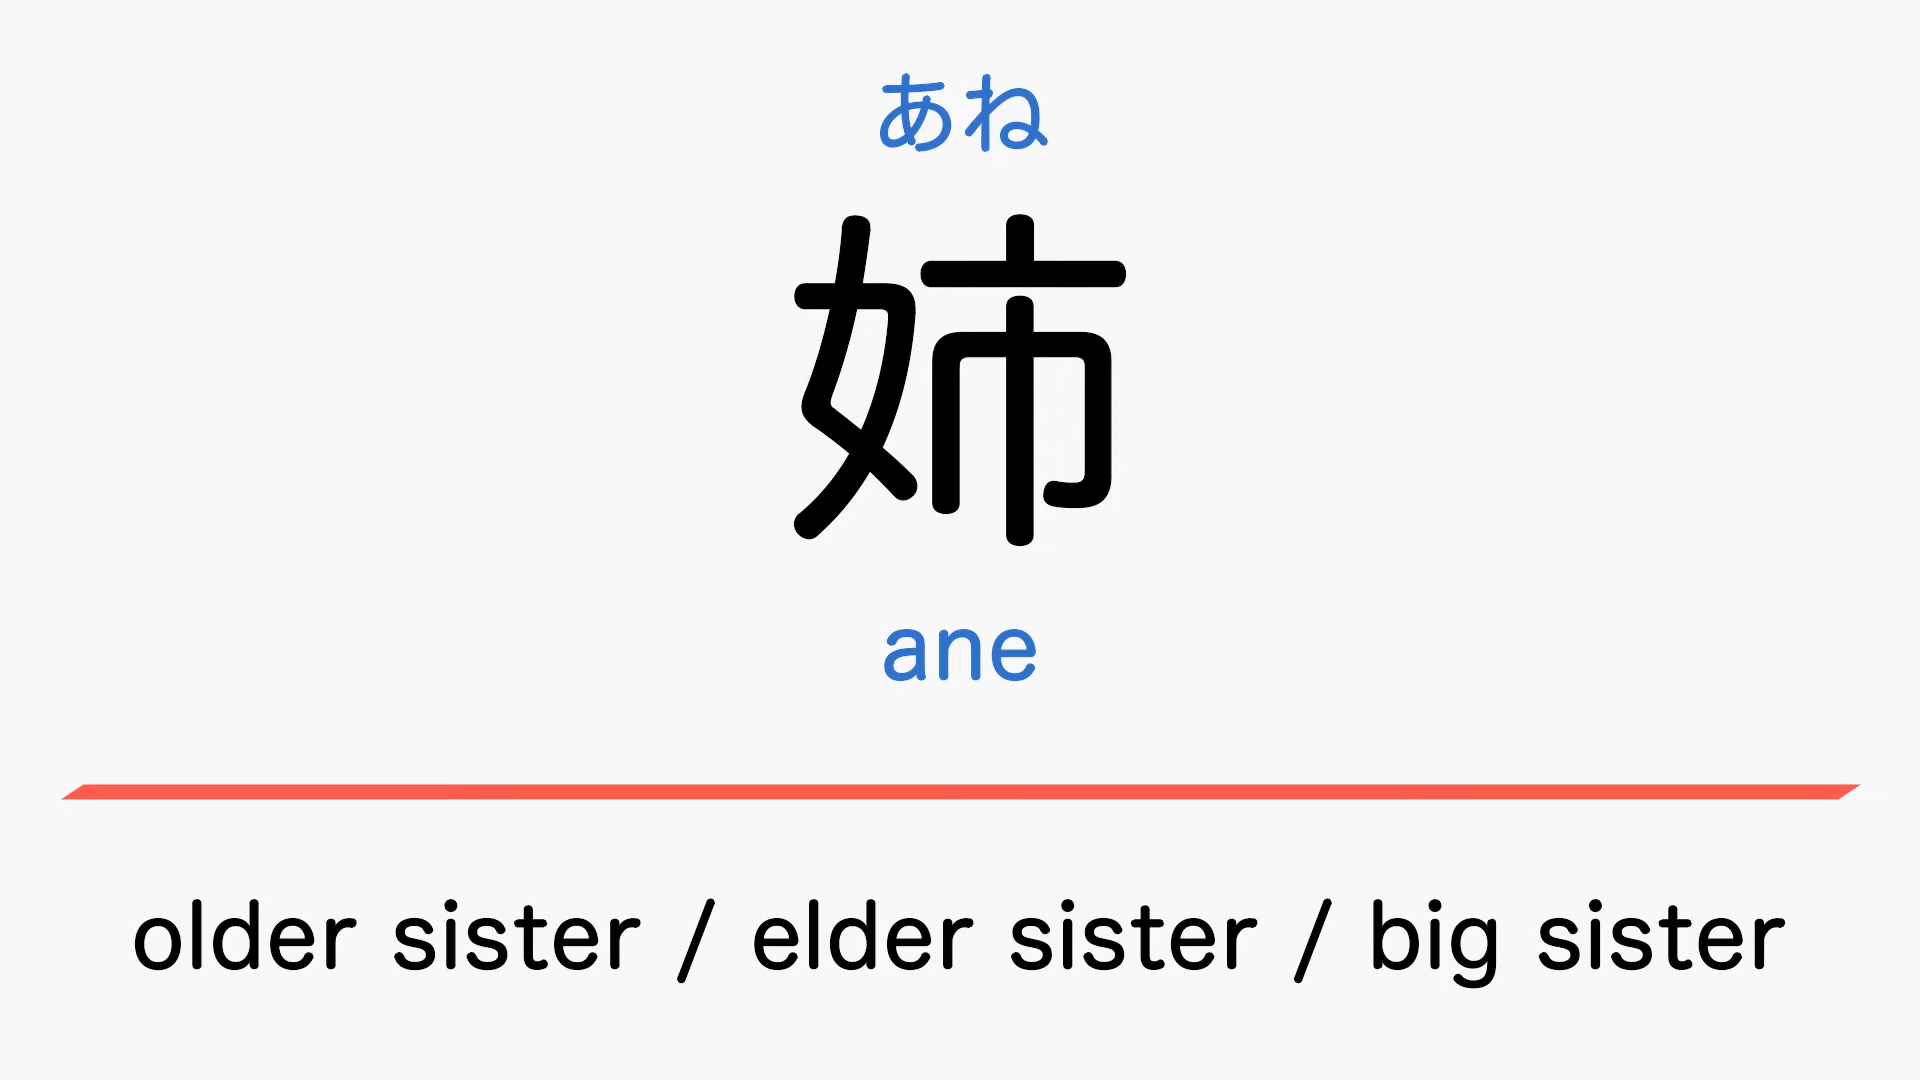 あね
姉
ane
older sister / elder sister / big sister